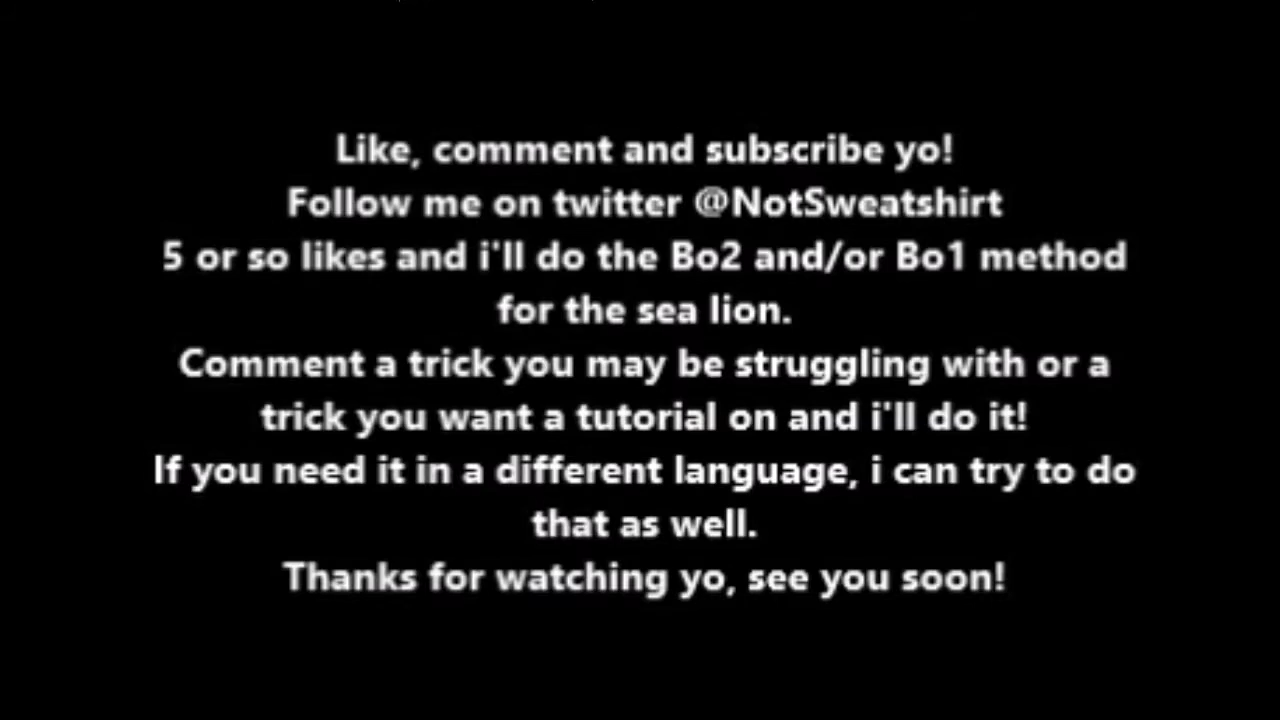 Like, comment and subscribe yo!
Follow me on twitter @NotSweatshirt
5 or so likes and i'll do the Bo2 and/or Bo1 method
for the sea lion.
Comment a trick you may be struggling with or a
trick you want a tutorial on and i'll do it!
If you need it in a different language, i can try to do
that as well.
Thanks for watching yo, see you soon!